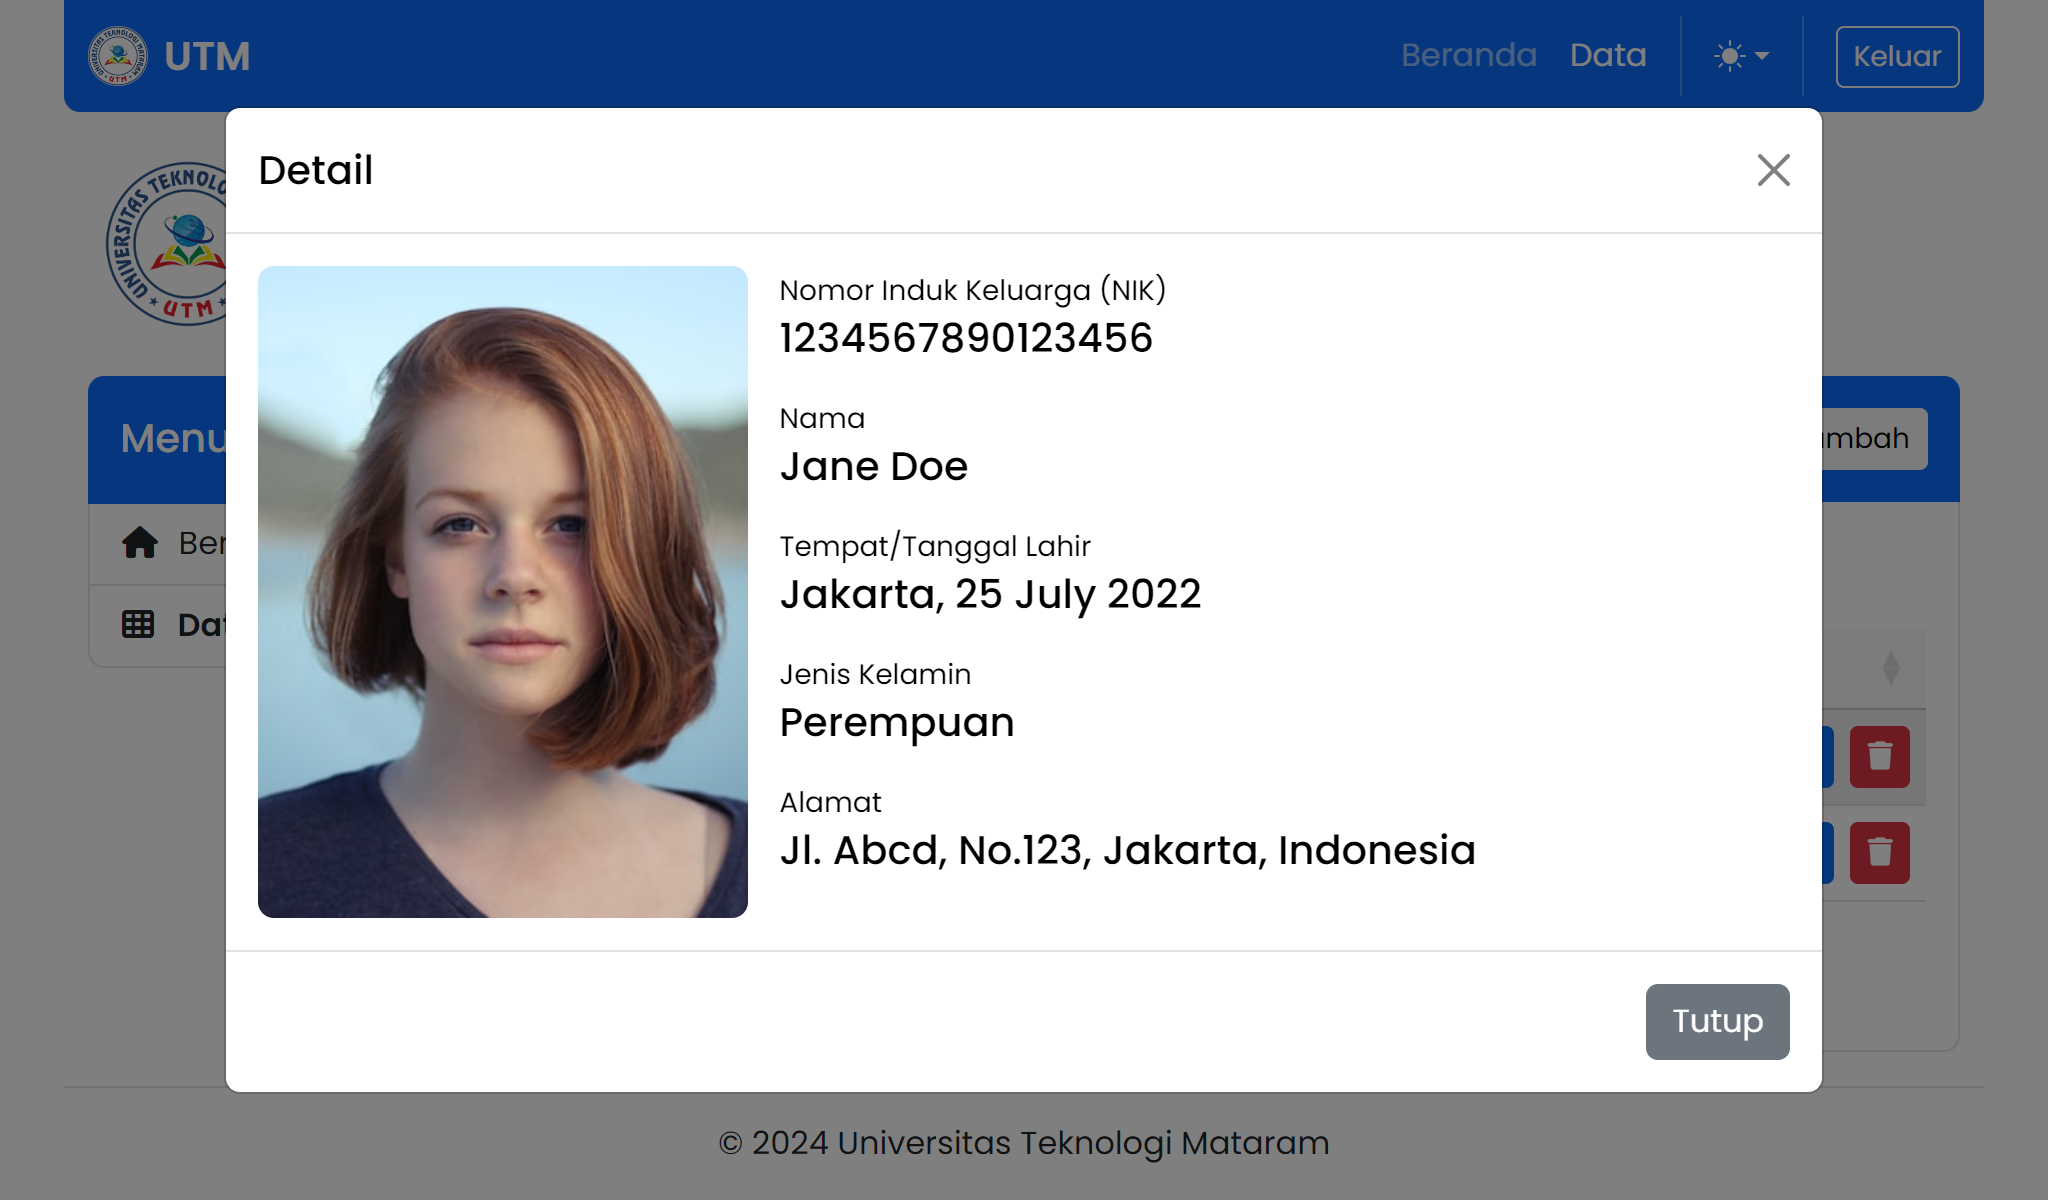 UTM
Beranda
Data
Keluar
Detail
UNIVERSITAS TEKNOLO
UTM
Nomor Induk Keluarga (NIK)
1234567890123456
Nama
Jane Doe
Tempat/Tanggal Lahir
Jakarta, 25 July 2022
Jenis Kelamin
Perempuan
Alamat
Jl. Abcd, No.123, Jakarta, Indonesia
Menu
mbah
Ber
Dat
Tutup
© 2024 Universitas Teknologi Mataram